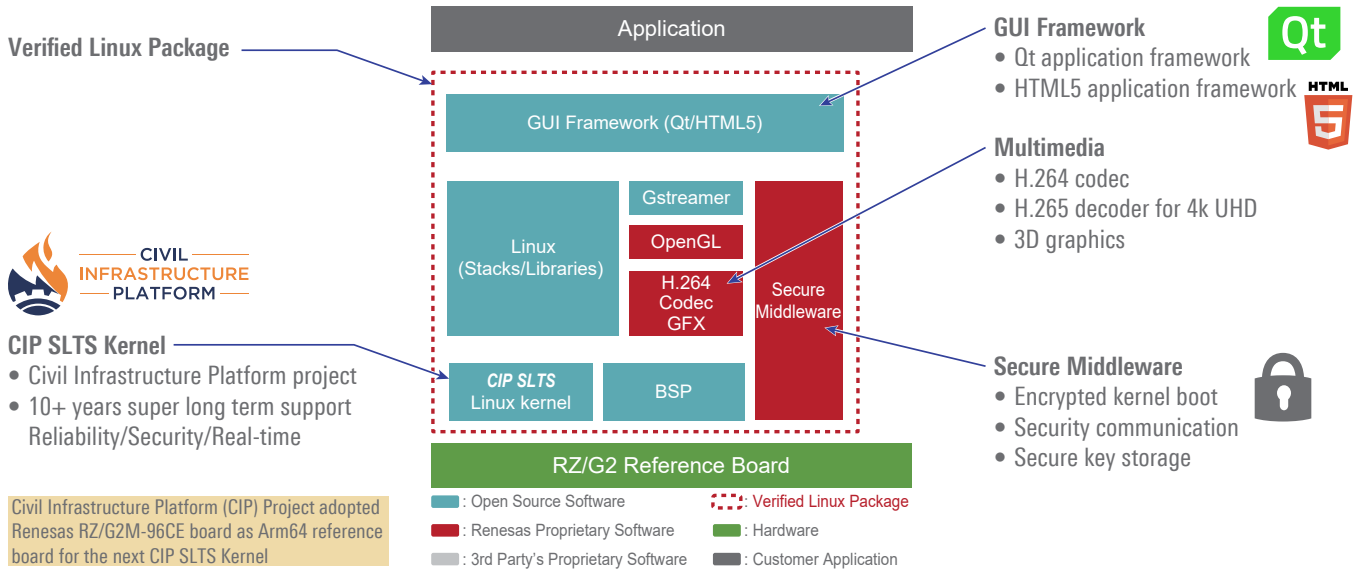 Verified Linux Package
CIVIL
INFRASTRUCTURE
PLATFORM
CIP SLTS Kernel
• Civil Infrastructure Platform project
• 10+ years super long term support
Reliability/Security/Real-time
Civil Infrastructure Platform (CIP) Project adopted
Renesas RZ/G2M-96CE board as Arm64 reference
board for the next CIP SLTS Kernel
Application
GUI Framework (Qt/HTML5)
Linux
(Stacks/Libraries)
Gstreamer
OpenGL
H.264
Codec
GFX
Secure
Middleware
CIP SLTS
Linux kernel
BSP
RZ/G2 Reference Board
: Open Source Software
: Verified Linux Package
: Renesas Proprietary Software
: Hardware
: 3rd Party's Proprietary Software
: Customer Application
GUI Framework
• Qt application framework
• HTML5 application framework
Qt
HTML
5
Multimedia
• H.264 codec
• H.265 decoder for 4k UHD
• 3D graphics
Secure Middleware
• Encrypted kernel boot
• Security communication
• Secure key storage